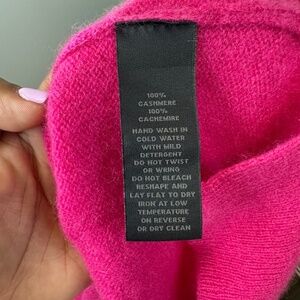 100%
CASHMERE
100%
CACHEMIRE
HAND WASH IN
COLD WATER
WITH MILD
DETERGENT
DO NOT TWIST
OR WRING
DO NOT BLEACH
RESHAPE AND
LAY FLAT TO DRY
IRON AT LOW
TEMPERATURE
ON REVERSE
OR DRY CLEAN